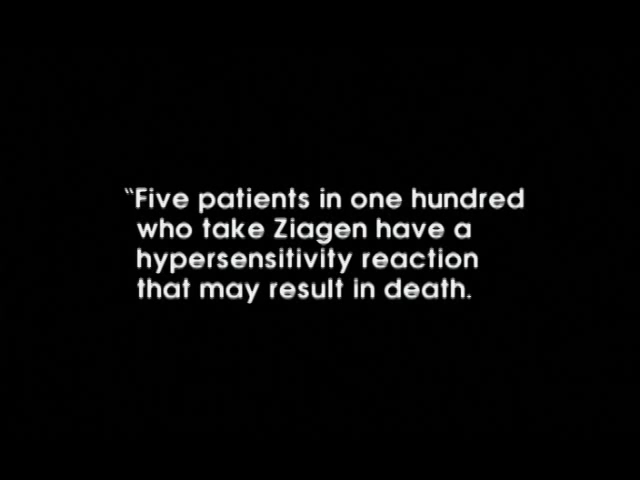 “Five patients in one hundred
who take Ziagen have a
hypersensitivity reaction
that may result in death.